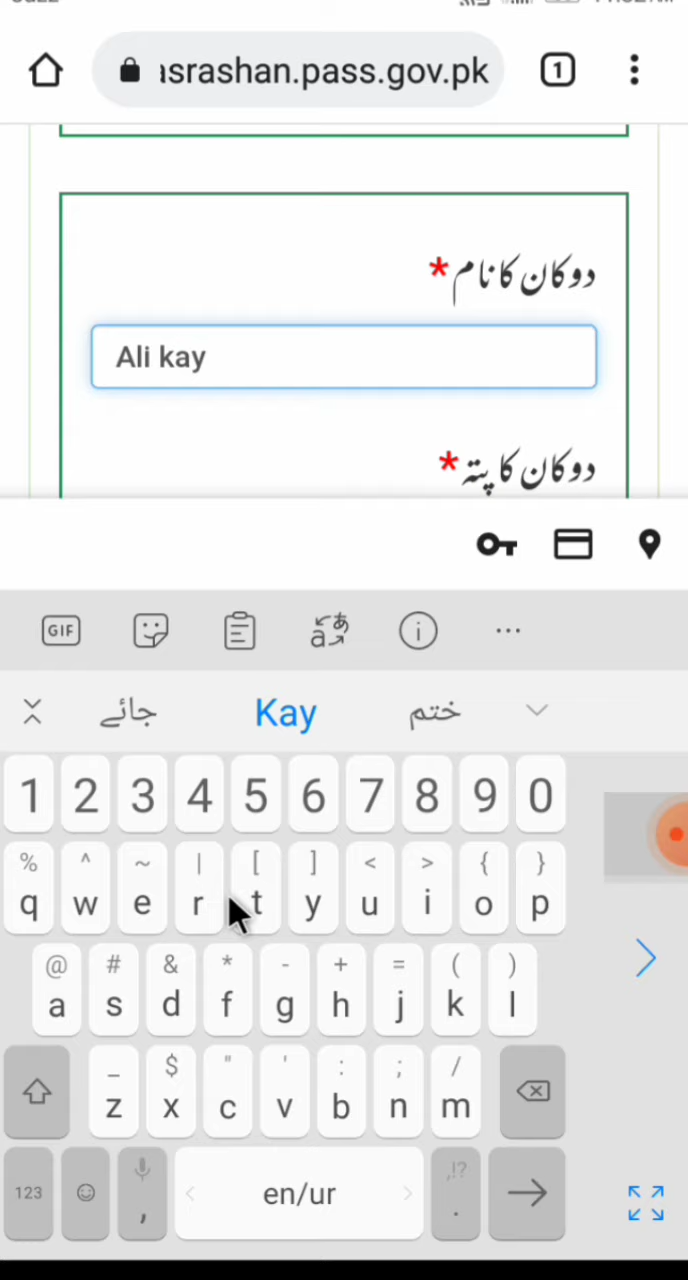 asrashan.pass.gov.pk
1
دوکان کا نام*
Ali kay
دوکان کا پتہ*
GIF
جائے Kay ختم
1 2 3 4 5 6 7 8 9 0
% ^ ~ | [ ] < > { }
q w e r t y u i o p
@ # & * - + = ( )
a s d f g h j k l
_ $ " ' : ; /
z x c v b n m
,!?
123 , en/ur .